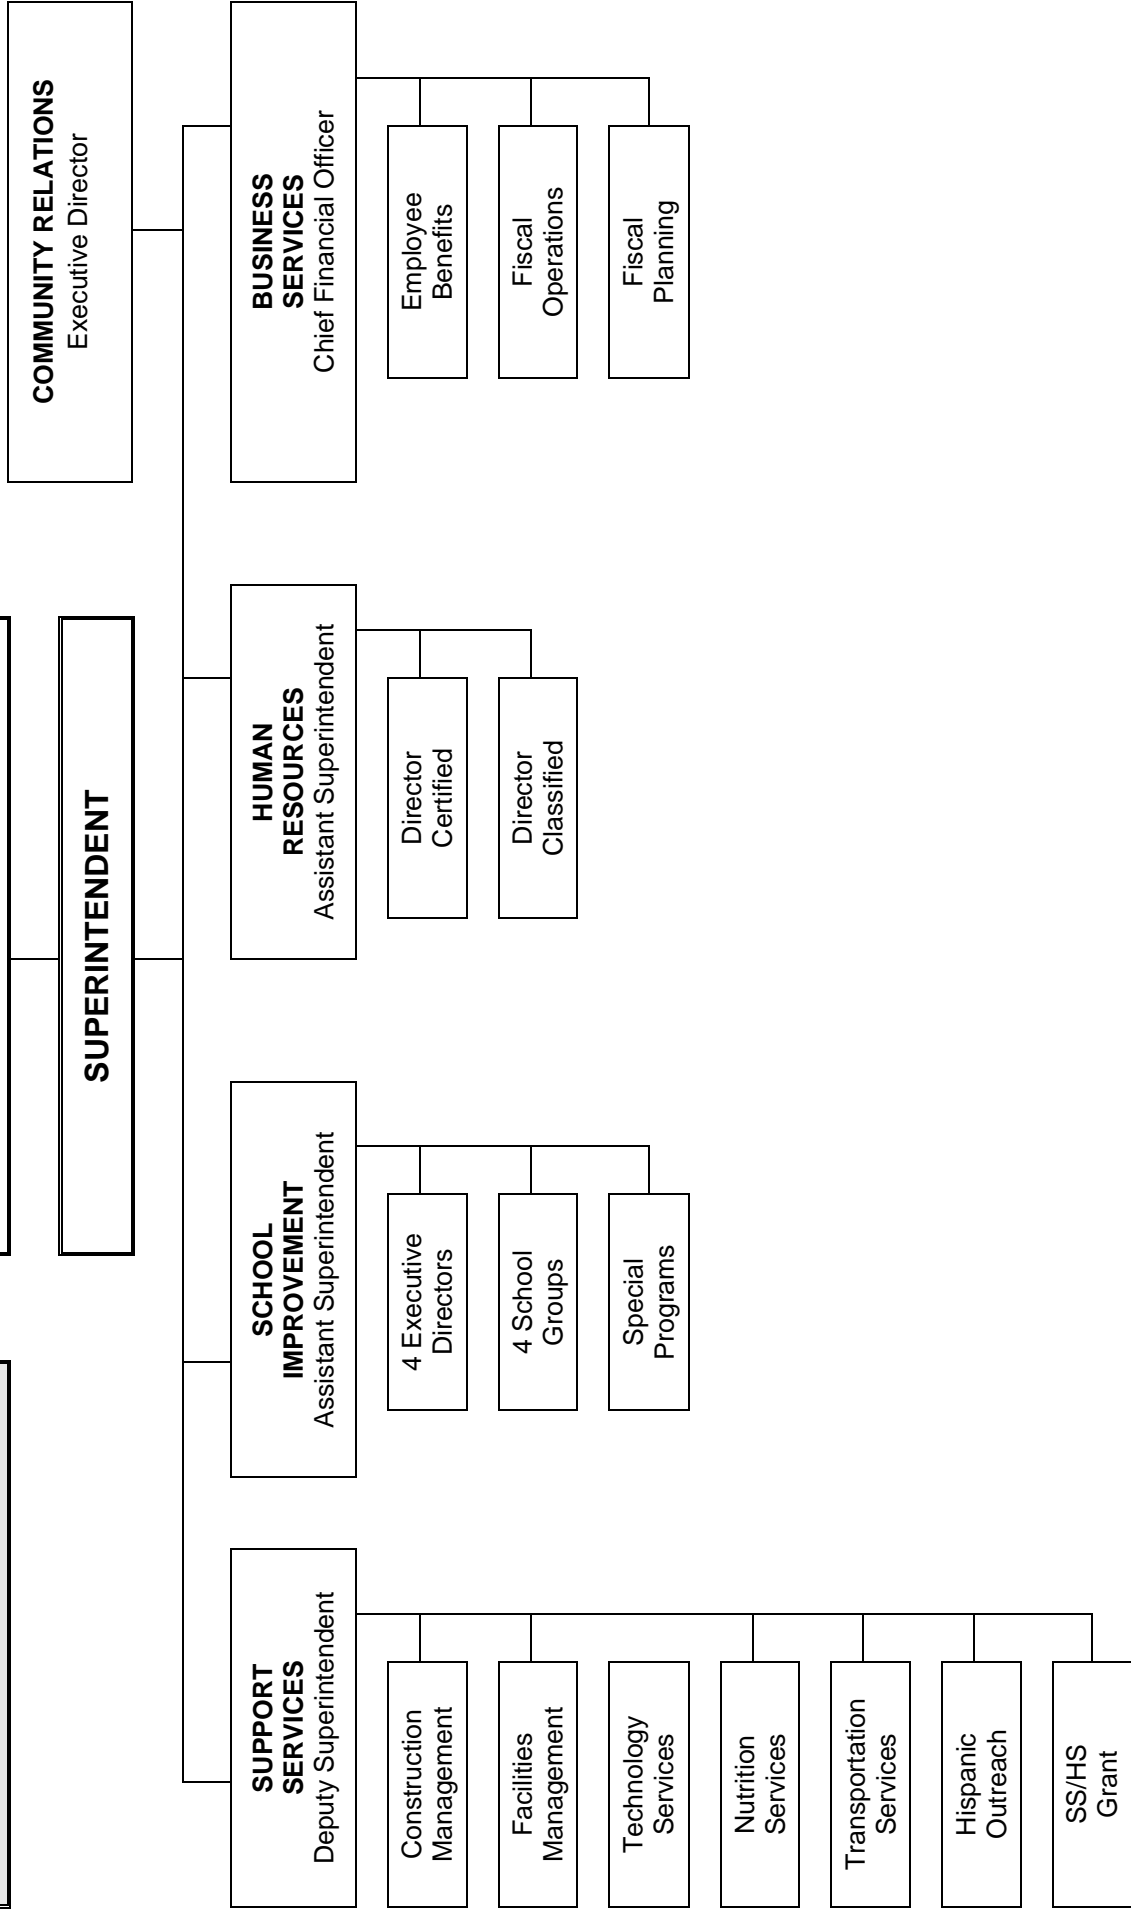 COMMUNITY RELATIONS
Executive Director
SUPERINTENDENT
SUPPORT
SERVICES
Deputy Superintendent
Construction
Management
Facilities
Management
Technology
Services
Nutrition
Services
Transportation
Services
Hispanic
Outreach
SS/HS
Grant
SCHOOL
IMPROVEMENT
Assistant Superintendent
4 Executive
Directors
4 School
Groups
Special
Programs
HUMAN
RESOURCES
Assistant Superintendent
Director
Certified
Director
Classified
BUSINESS
SERVICES
Chief Financial Officer
Employee
Benefits
Fiscal
Operations
Fiscal
Planning